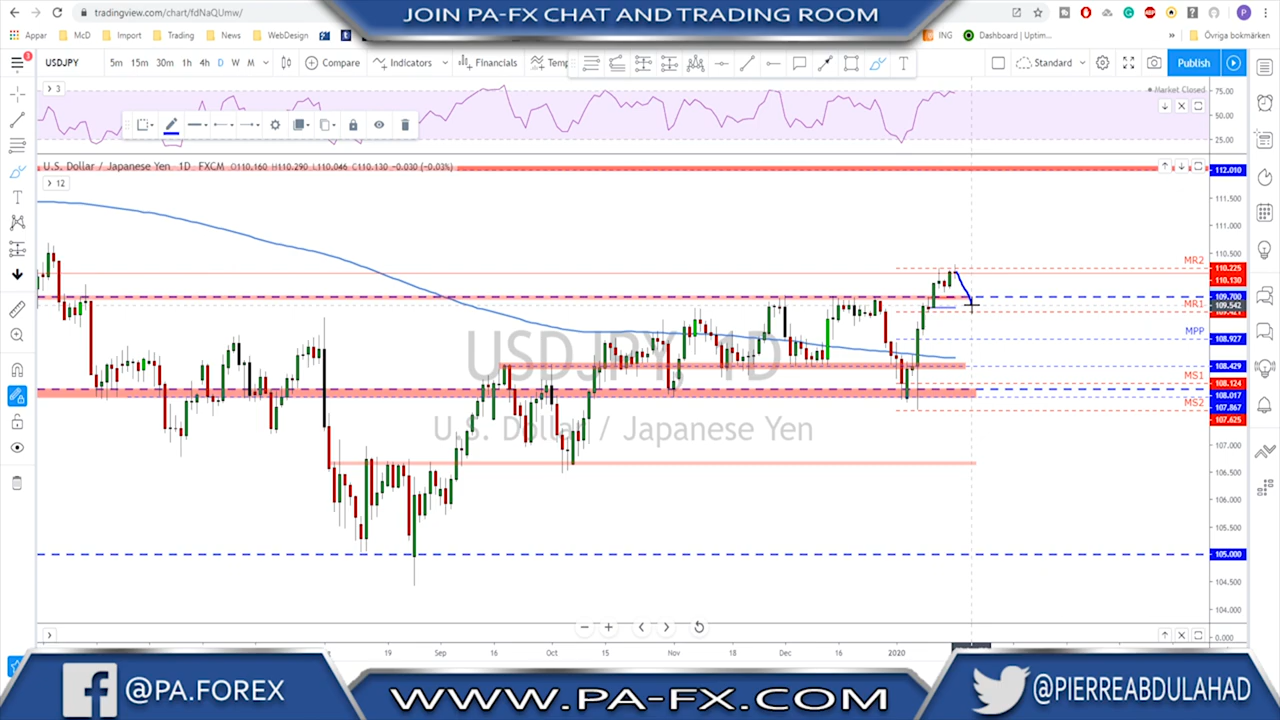 JOIN PA-FX CHAT AND TRADING ROOM
tradingview.com/chart/fdNaQUmw/
Appar McD Import Trading News WebDesign ING Dashboard | Uptim... Övriga bokmärken
USDJPY 5m 15m 30m 1h 4h D W M Compare Indicators Financials Temp Standard Publish
3
Market Closed
75.00
50.00
25.00
U.S. Dollar / Japanese Yen 1D FXCM O110.160 H110.290 L110.046 C110.130 -0.030 (-0.03%)
12
112.010
111.500
111.000
110.500
MR2
110.225
110.130
109.700
MR1
109.542
MPP
108.927
USDJPY, 1D
108.429
MS1
108.124
108.017
MS2
107.867
107.625
U.S. Dollar / Japanese Yen
107.000
106.500
106.000
105.500
105.000
104.500
104.000
0.000
19 Sep 16 Oct 15 Nov 18 Dec 16 2020
@PA.FOREX
WWW.PA-FX.COM
@PIERREABDULAHAD